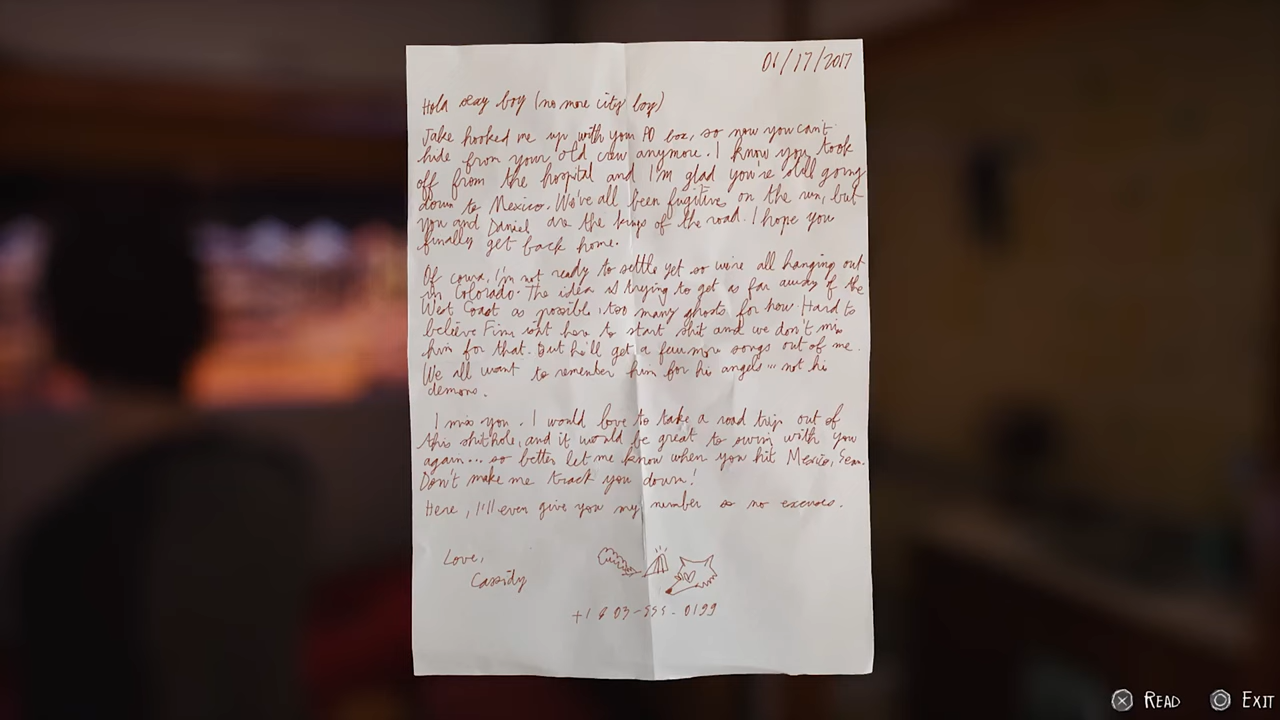 06/17/2017
Hola sexy boy (no more city boy)
Jake hooked me up with your PO box, so now you can't
hide from your old crew anymore. I know you took
off from the hospital and I'm glad you're still going
down to Mexico. We've all been fugitives on the run, but
you and Daniel are the kings of the road. I hope you
finally get back home.
Of course, I'm not ready to settle yet so we're all hanging out
in Colorado. The idea is trying to get as far away of the
West Coast as possible, too many ghosts for now. Hard to
believe Finn isn't here to start shit and we don't miss
him for that. But he'll get a few more songs out of me.
We all want to remember him for his angels... not his
demons.
I miss you. I would love to take a road trip out of
this shithole, and it would be great to swim with you
again... so better let me know when you hit Mexico, Sean.
Don't make me track you down!
Here, I'll even give you my number so no excuses.
Love,
Cassidy
+1 403-555-0199
READ
EXIT